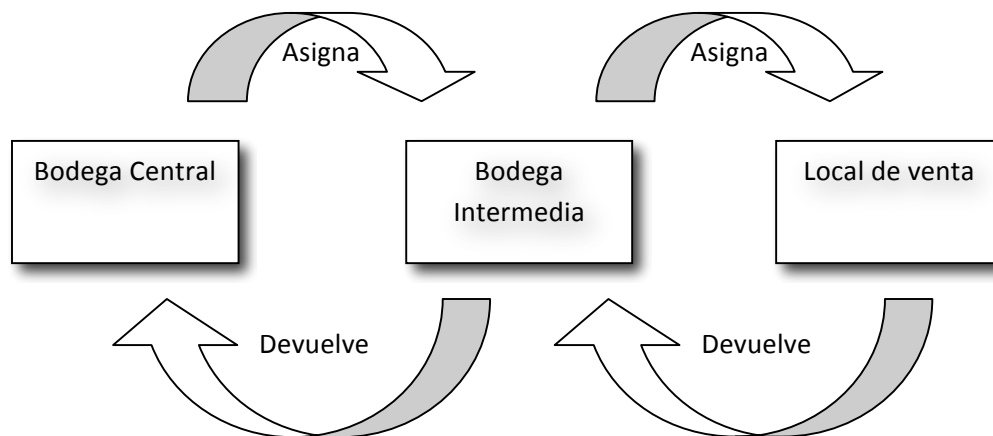 Asigna
Asigna
Bodega Central
Bodega
Intermedia
Local de venta
Devuelve
Devuelve